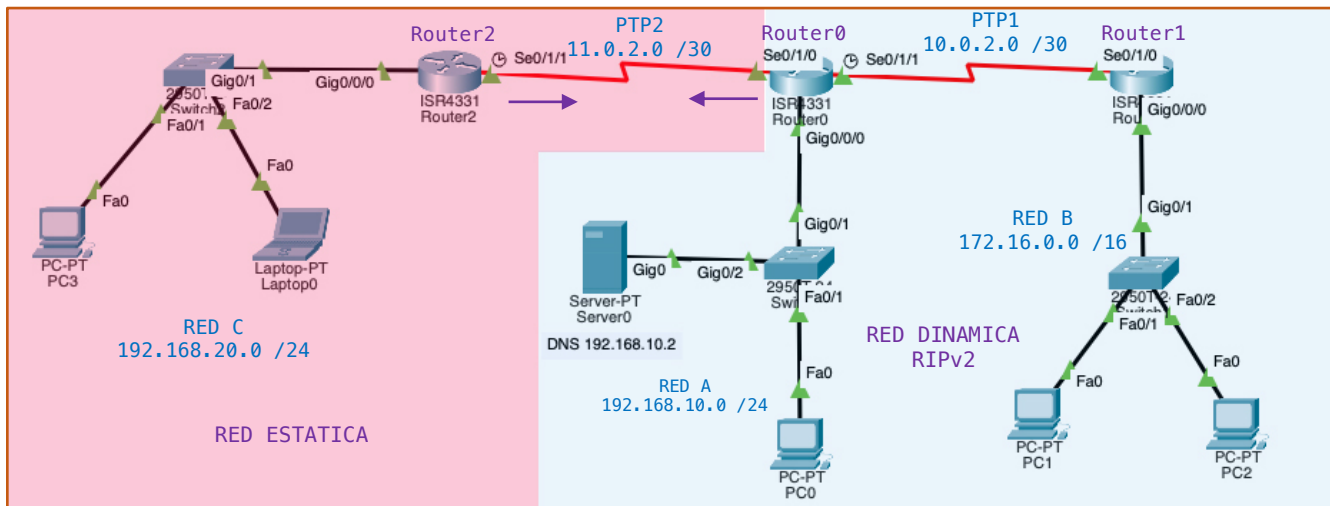 PTP2
11.0.2.0 /30
PTP1
10.0.2.0 /30
Router2
Router0
Router1
Gig0/1
Gig0/0/0
Se0/1/1
Se0/1/0
Se0/1/1
Se0/1/0
2950T-
Switch
Fa0/2
Fa0/1
ISR4331
Router2
ISR4331
Router0
Gig0/0/0
Gig0/0/0
Fa0
Fa0
PC-PT
PC3
Laptop-PT
Laptop0
RED C
192.168.20.0 /24
RED ESTATICA
Gig0/1
Gig0
Gig0/2
Server-PT
Server0
DNS 192.168.10.2
Fa0/1
RED A
192.168.10.0 /24
Fa0
PC-PT
PC0
RED B
172.16.0.0 /16
Gig0/1
RED DINAMICA
RIPv2
Fa0/2
Fa0/1
Fa0
Fa0
PC-PT
PC1
PC-PT
PC2